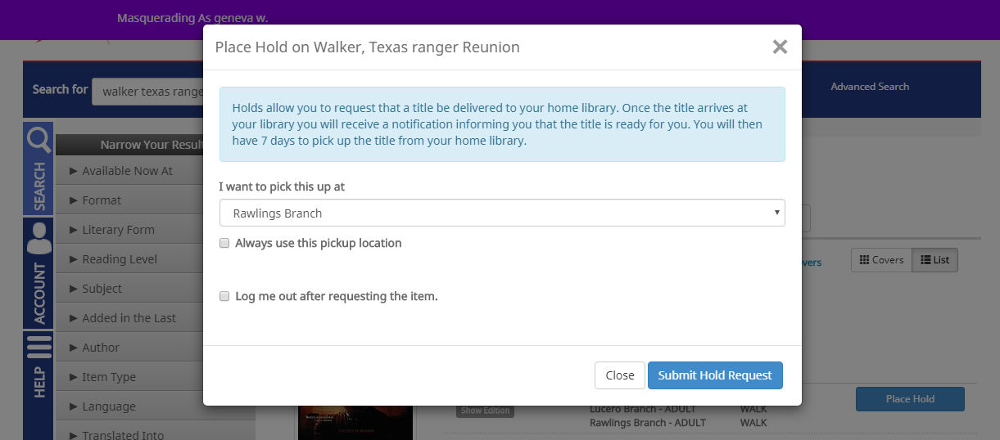 Masquerading As geneva w.
Place Hold on Walker, Texas ranger Reunion
Search for
walker texas range
Advanced Search
Holds allow you to request that a title be delivered to your home library. Once the title arrives at
your library you will receive a notification informing you that the title is ready for you. You will then
have 7 days to pick up the title from your home library.
Narrow Your Result
SEARCH
ACCOUNT
HELP
Available Now At
Format
Literary Form
Reading Level
Subject
Added in the Last
Author
Item Type
Language
Translated Into
I want to pick this up at
Rawlings Branch
Always use this pickup location
Log me out after requesting the item.
Close Submit Hold Request
Covers List
Show Edition
Lucero Branch - ADULT WALK
Rawlings Branch - ADULT WALK
Place Hold